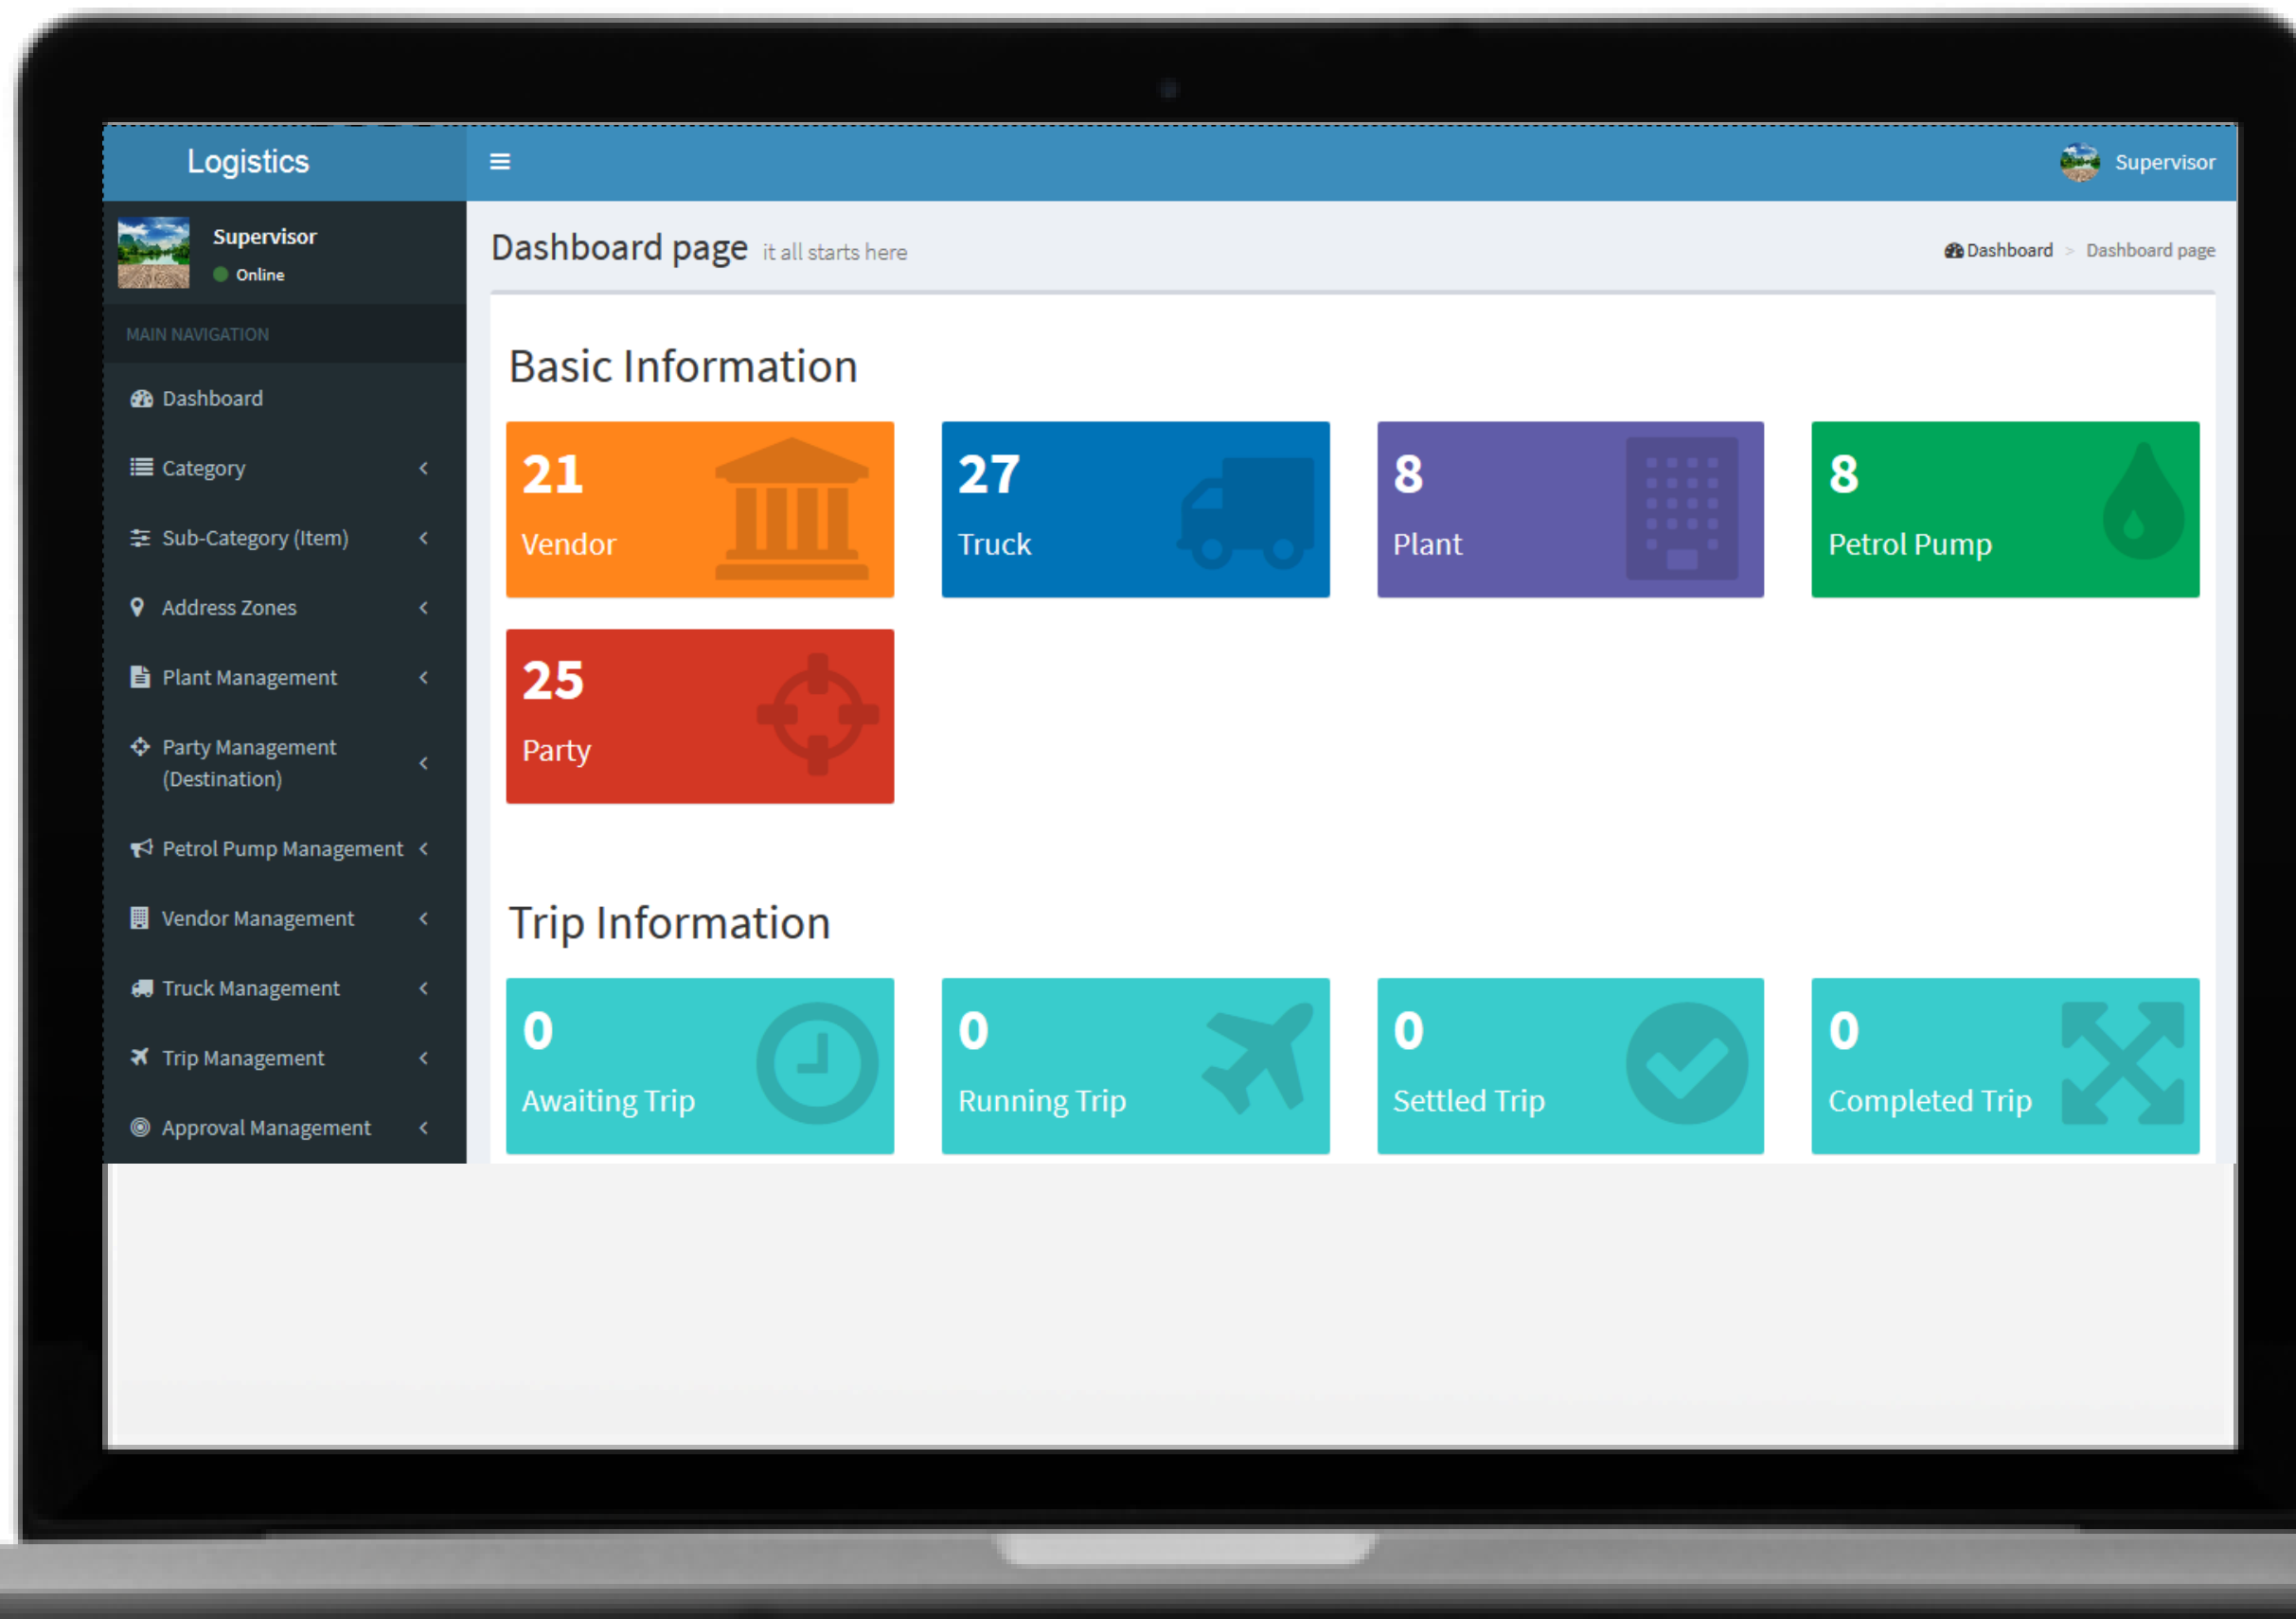 Logistics
Supervisor
Supervisor
Online
MAIN NAVIGATION
Dashboard
Category
Sub-Category (Item)
Address Zones
Plant Management
Party Management
(Destination)
Petrol Pump Management
Vendor Management
Truck Management
Trip Management
Approval Management
Dashboard page it all starts here
Dashboard > Dashboard page
Basic Information
21
Vendor
27
Truck
8
Plant
8
Petrol Pump
25
Party
Trip Information
0
Awaiting Trip
0
Running Trip
0
Settled Trip
0
Completed Trip